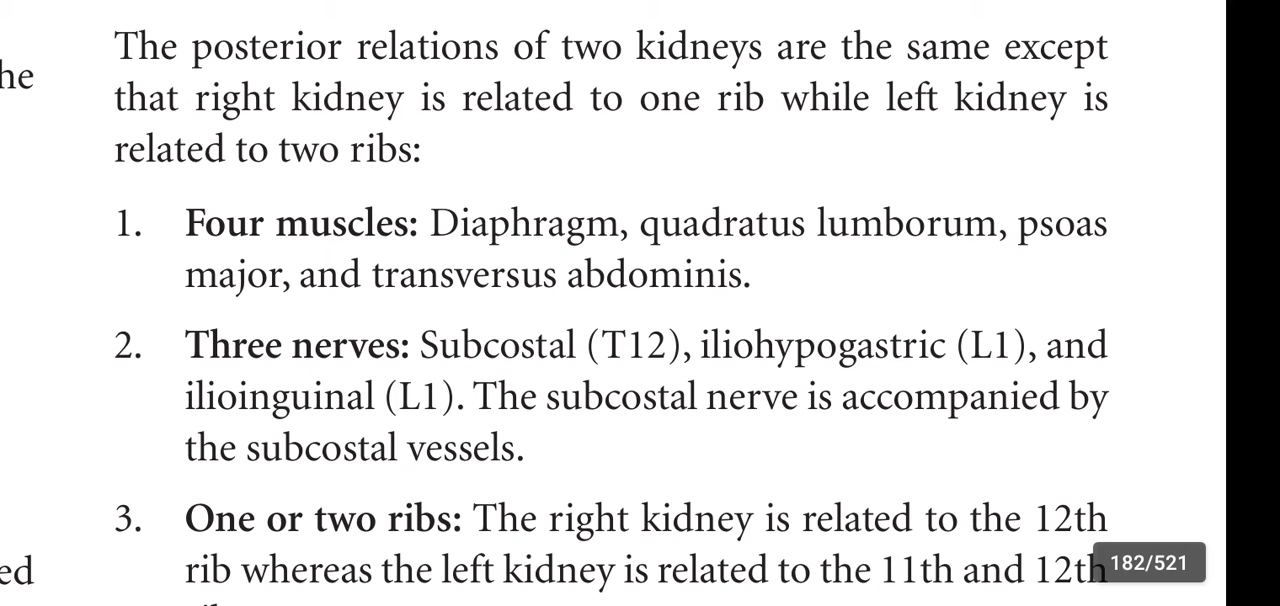 The posterior relations of two kidneys are the same except
he
that right kidney is related to one rib while left kidney is
related to two ribs:
1. Four muscles: Diaphragm, quadratus lumborum, psoas
major, and transversus abdominis.
2. Three nerves: Subcostal (T12), iliohypogastric (L1), and
ilioinguinal (L1). The subcostal nerve is accompanied by
the subcostal vessels.
3. One or two ribs: The right kidney is related to the 12th
ed
rib whereas the left kidney is related to the 11th and 12th
182/521